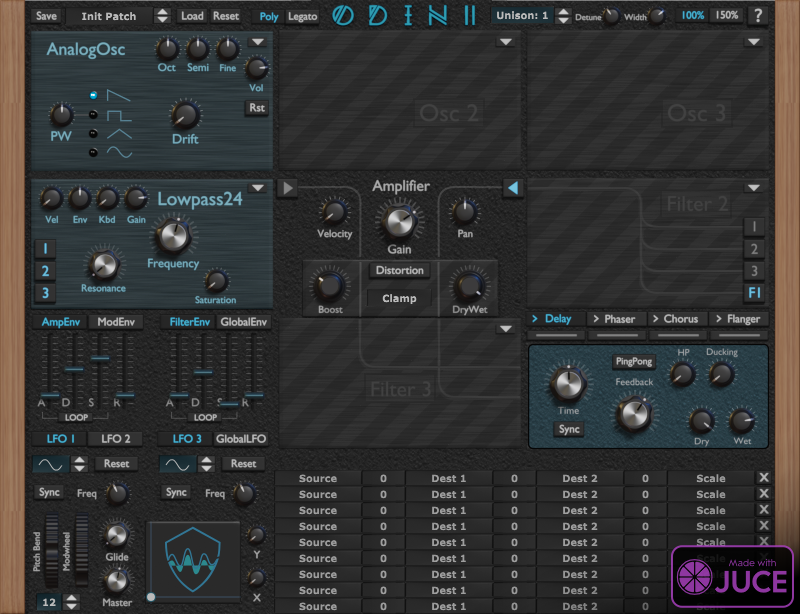 Save Init Patch Load Reset Poly Legato ODIN II Unison: 1 Detune Width 100% 150% ?
AnalogOsc
Oct Semi Fine
Vol
Rst
PW
Drift
Osc 2
Osc 3
Lowpass24
Vel Env Kbd Gain
Frequency
1
2
3
Resonance
Saturation
Amplifier
Velocity
Gain
Pan
Distortion
Clamp
Boost
DryWet
Filter 2
1
2
3
FI
AmpEnv ModEnv FilterEnv GlobalEnv
A D S R A D S R
LOOP LOOP
Filter 3
> Delay > Phaser > Chorus > Flanger
PingPong
HP Ducking
Feedback
Time
Sync
Dry Wet
LFO 1 LFO 2 LFO 3 GlobalLFO
Reset Reset
Sync Freq Sync Freq
Pitch Bend
Modwheel
Glide
Master
12
Y
X
Source 0 Dest 1 0 Dest 2 0 Scale X
Source 0 Dest 1 0 Dest 2 0 Scale X
Source 0 Dest 1 0 Dest 2 0 Scale X
Source 0 Dest 1 0 Dest 2 0 Scale X
Source 0 Dest 1 0 Dest 2 0 Scale X
Source 0 Dest 1 0 Dest 2 0 Scale X
Source 0 Dest 1 0 Dest 2 0
Source 0 Dest 1 0 Dest 2 0
Source 0 Dest 1 0 Dest 2 0
Made with
JUCE